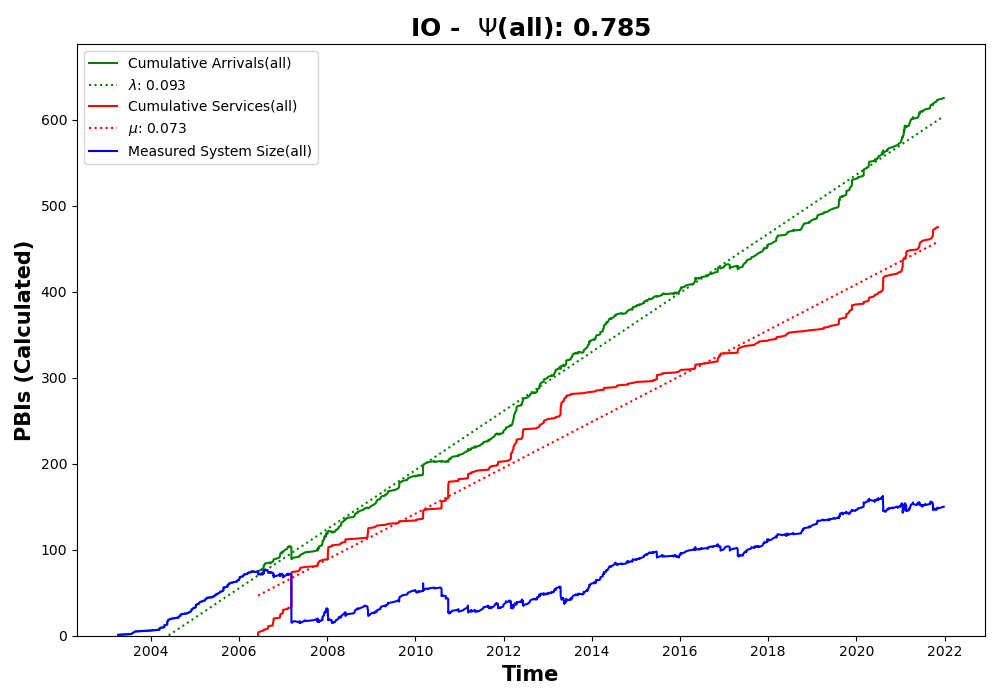 IO - Ψ(all): 0.785
Cumulative Arrivals(all)
λ: 0.093
Cumulative Services(all)
μ: 0.073
Measured System Size(all)
PBIs (Calculated)
600
500
400
300
200
100
0
2004 2006 2008 2010 2012 2014 2016 2018 2020 2022
Time